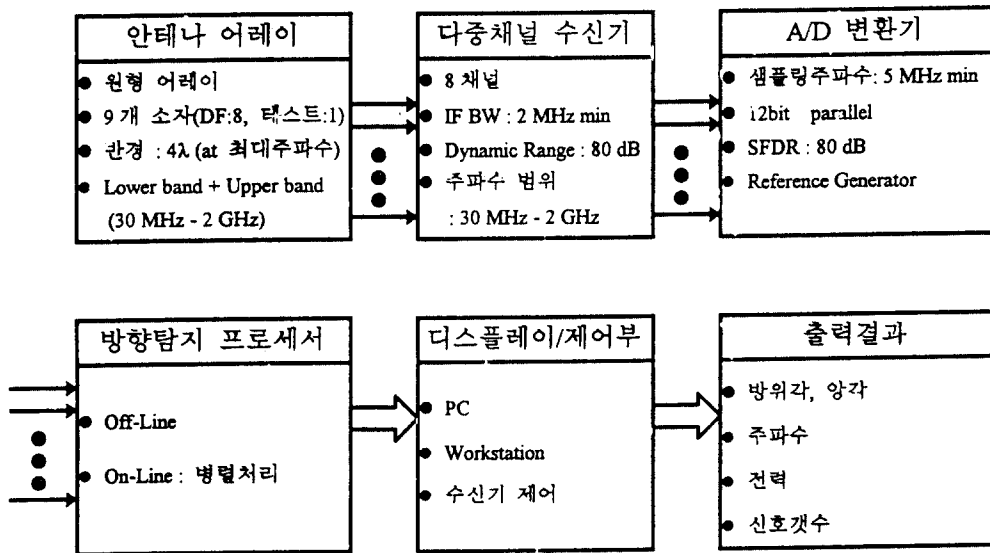 안테나 어레이
● 원형 어레이
● 9 개 소자(DF:8, 테스트:1)
● 반경 : 4λ (at 최대주파수)
● Lower band + Upper band
(30 MHz - 2 GHz)
다중채널 수신기
● 8 채널
● IF BW : 2 MHz min
● Dynamic Range : 80 dB
● 주파수 범위
: 30 MHz - 2 GHz
A/D 변환기
● 샘플링주파수: 5 MHz min
● 12bit parallel
● SFDR : 80 dB
● Reference Generator
방향탐지 프로세서
● Off-Line
● On-Line : 병렬처리
디스플레이/제어부
● PC
● Workstation
● 수신기 제어
출력결과
● 방위각, 앙각
● 주파수
● 전력
● 신호갯수